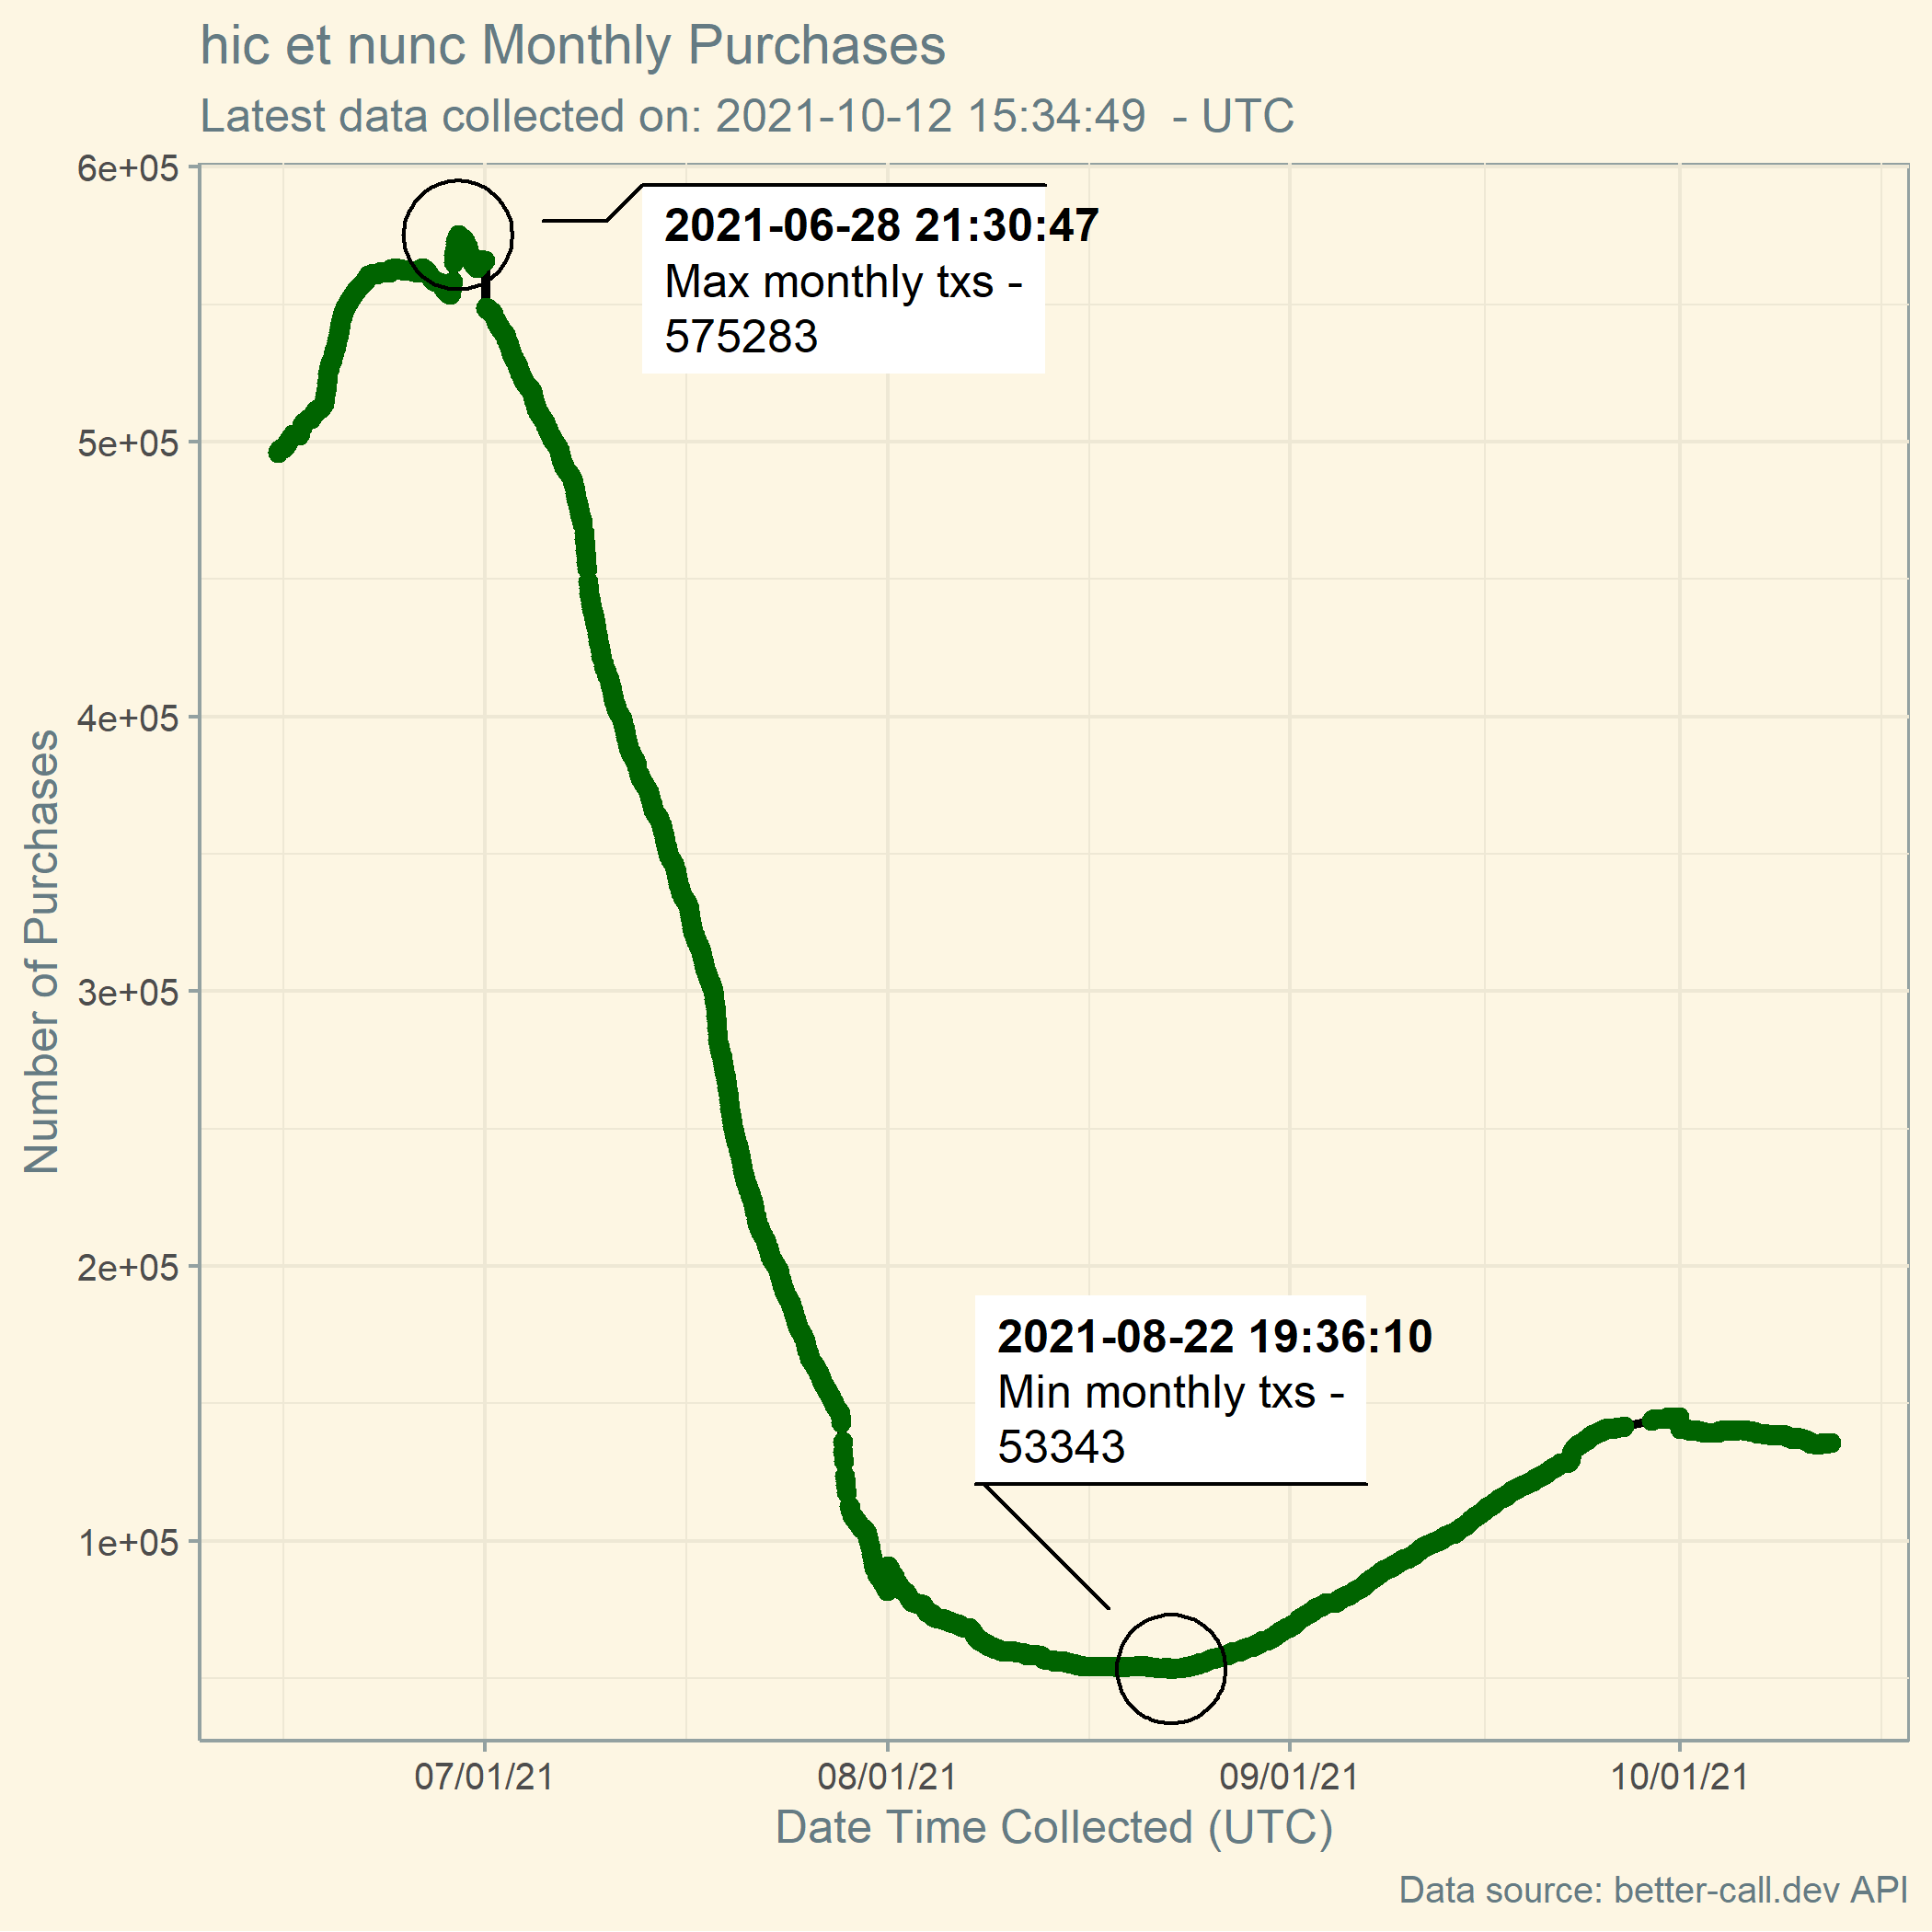 hic et nunc Monthly Purchases
Latest data collected on: 2021-10-12 15:34:49  - UTC
6e+05
5e+05
4e+05
3e+05
2e+05
1e+05
Number of Purchases
2021-06-28 21:30:47
Max monthly txs -
575283
2021-08-22 19:36:10
Min monthly txs -
53343
07/01/21
08/01/21
09/01/21
10/01/21
Date Time Collected (UTC)
Data source: better-call.dev API